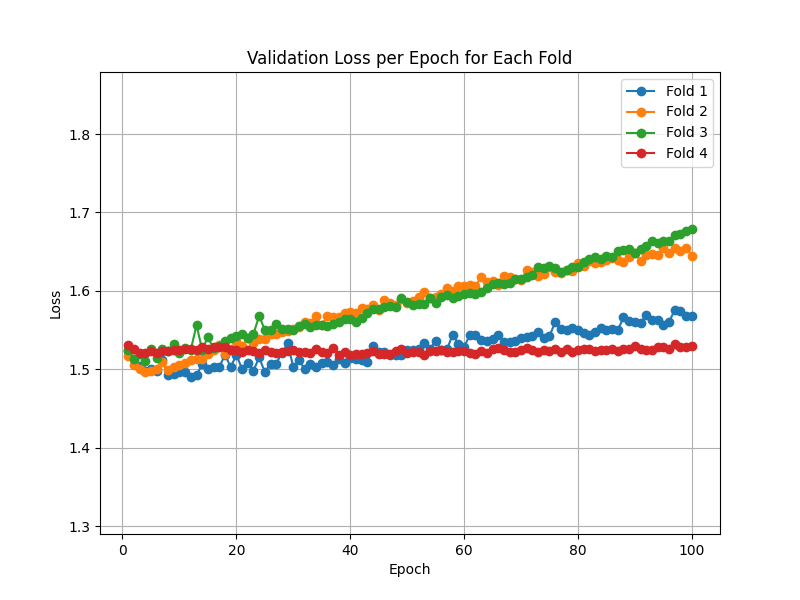 Validation Loss per Epoch for Each Fold
Fold 1
Fold 2
Fold 3
Fold 4
1.8
1.7
1.6
1.5
1.4
1.3
Loss
0 20 40 60 80 100
Epoch